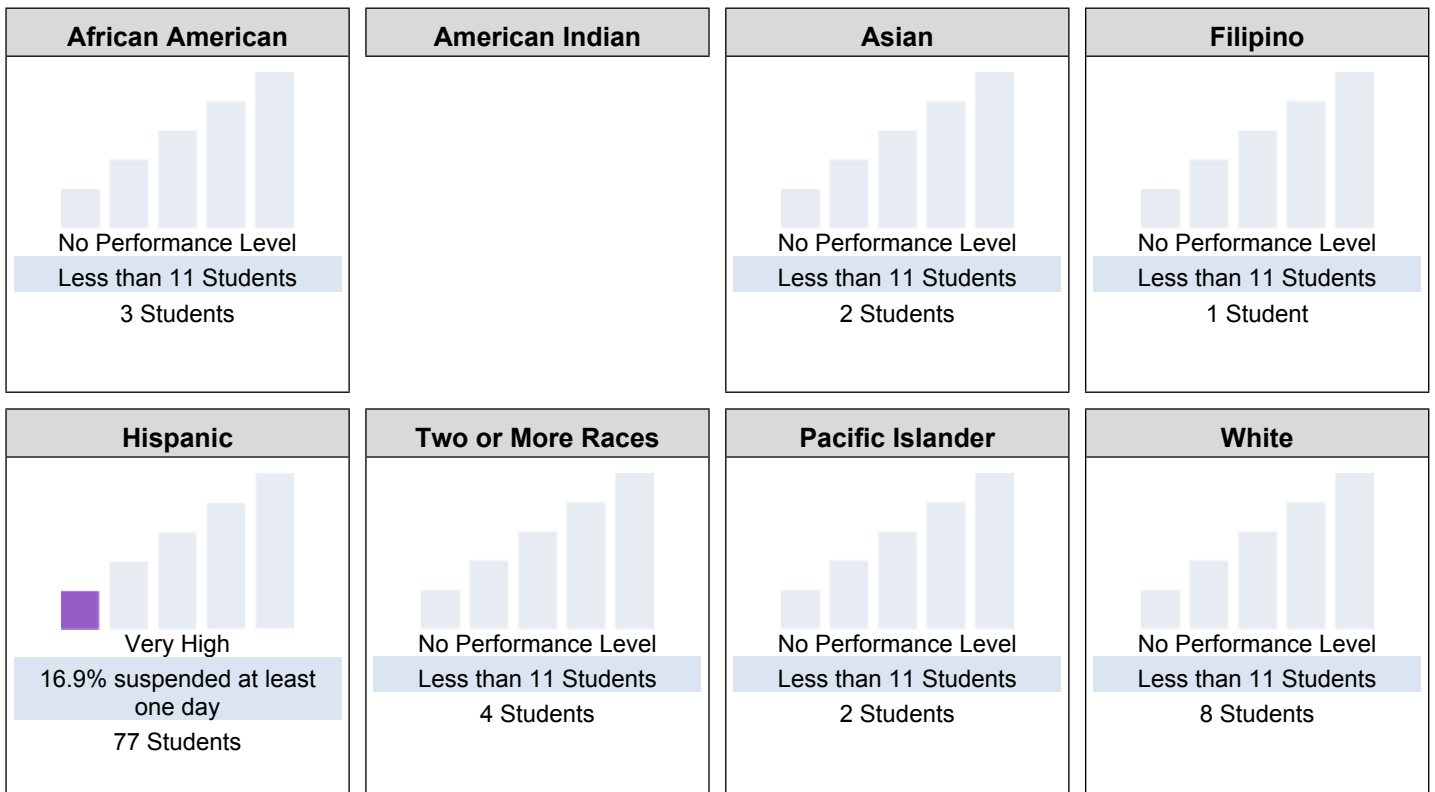 African American
No Performance Level
Less than 11 Students
3 Students
American Indian
Asian
No Performance Level
Less than 11 Students
2 Students
Filipino
No Performance Level
Less than 11 Students
1 Student
Hispanic
Very High
16.9% suspended at least
one day
77 Students
Two or More Races
No Performance Level
Less than 11 Students
4 Students
Pacific Islander
No Performance Level
Less than 11 Students
2 Students
White
No Performance Level
Less than 11 Students
8 Students